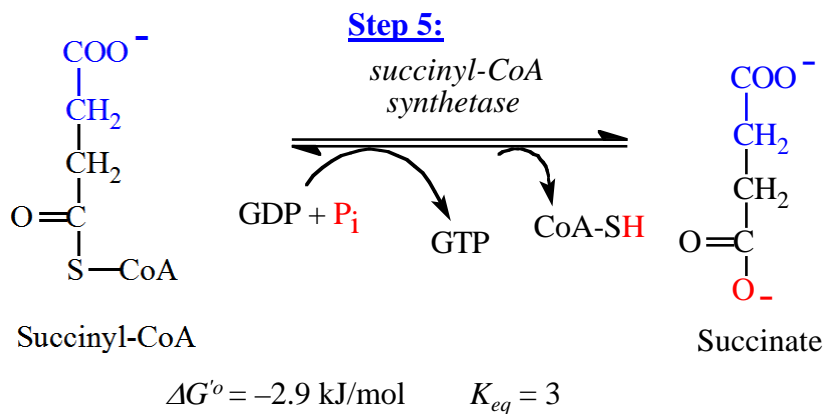 Step 5:
succinyl-CoA
synthetase
COO⁻
CH₂
CH₂
O=C
S—CoA
Succinyl-CoA
GDP + Pi
GTP
CoA-SH
COO⁻
CH₂
CH₂
O=C
O⁻
Succinate
ΔG'º = –2.9 kJ/mol K_eq = 3